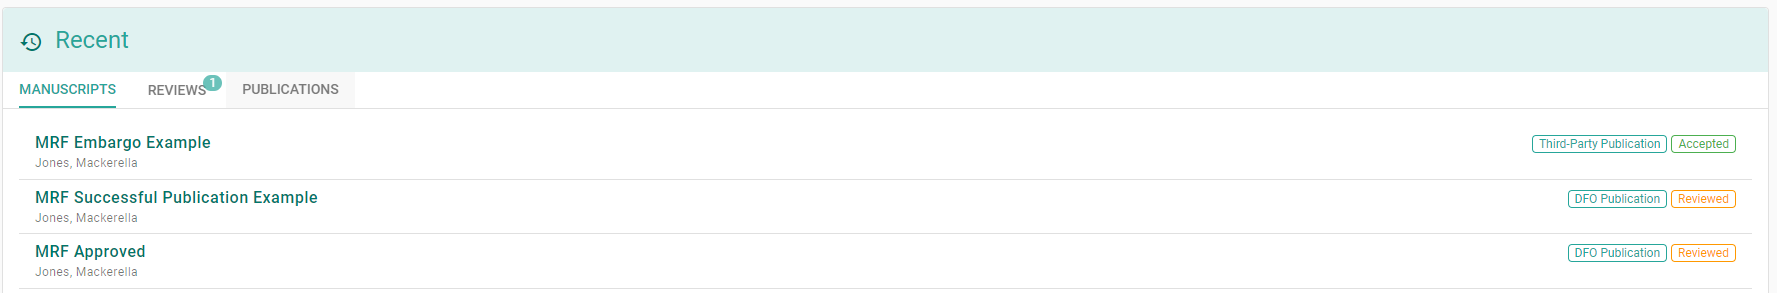 Recent
MANUSCRIPTS REVIEWS 1 PUBLICATIONS
MRF Embargo Example Third-Party Publication Accepted
Jones, Mackerella
MRF Successful Publication Example DFO Publication Reviewed
Jones, Mackerella
MRF Approved DFO Publication Reviewed
Jones, Mackerella